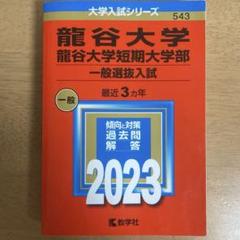 大学入試シリーズ
543
龍谷大学
龍谷大学短期大学部
一般選抜入試
最近3カ年
一般
傾向と対策
過去問
解答
2023
教学社